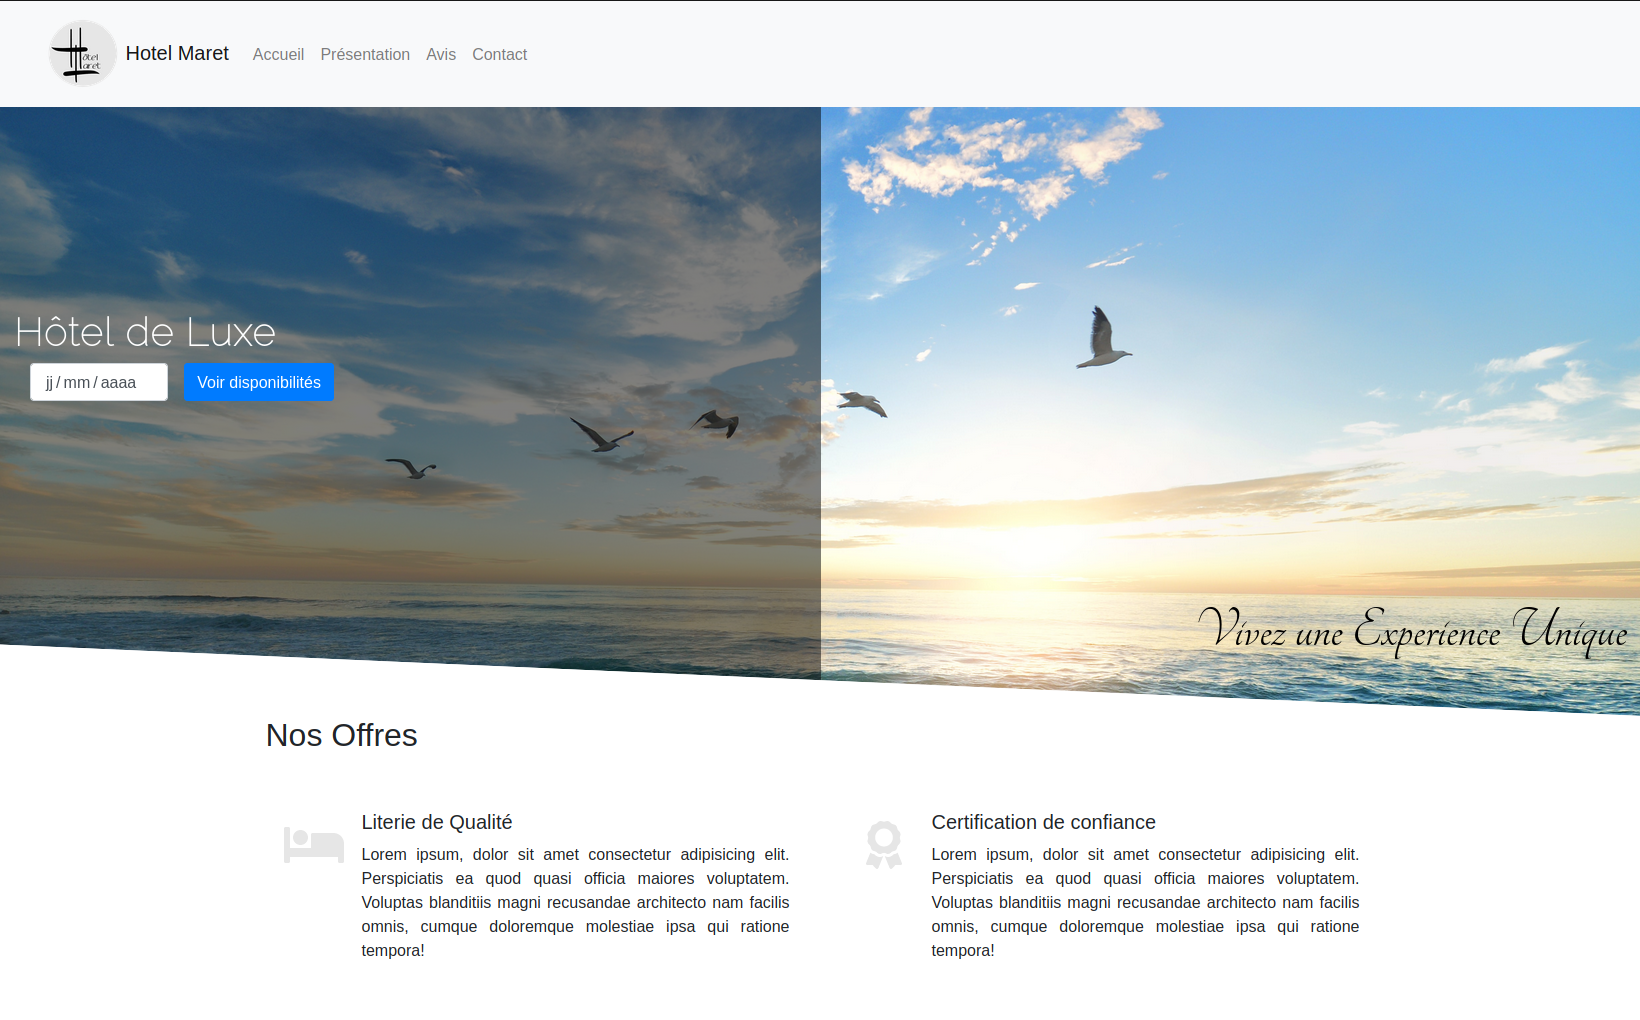 Hôtel
Maret
Hotel Maret
Accueil
Présentation
Avis
Contact
Hôtel de Luxe
jj/mm/aaaa
Voir disponibilités
Vivez une Experience Unique
Nos Offres
Literie de Qualité
Lorem ipsum, dolor sit amet consectetur adipisicing elit.
Perspiciatis ea quod quasi officia maiores voluptatem.
Voluptas blanditiis magni recusandae architecto nam facilis
omnis, cumque doloremque molestiae ipsa qui ratione
tempora!
Certification de confiance
Lorem ipsum, dolor sit amet consectetur adipisicing elit.
Perspiciatis ea quod quasi officia maiores voluptatem.
Voluptas blanditiis magni recusandae architecto nam facilis
omnis, cumque doloremque molestiae ipsa qui ratione
tempora!